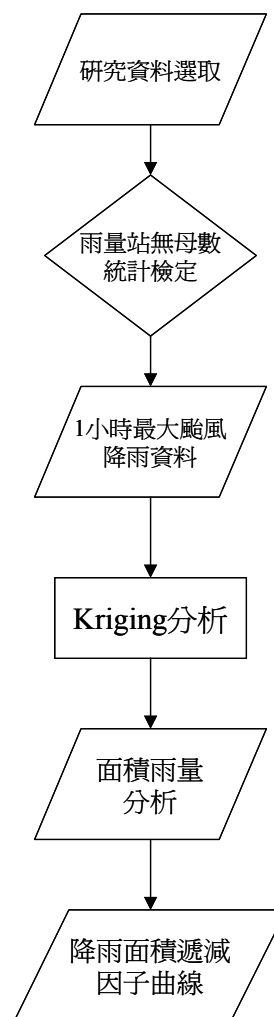 研究資料選取
雨量站無母數
統計檢定
1小時最大颱風
降雨資料
Kriging分析
面積雨量
分析
降雨面積遞減
因子曲線